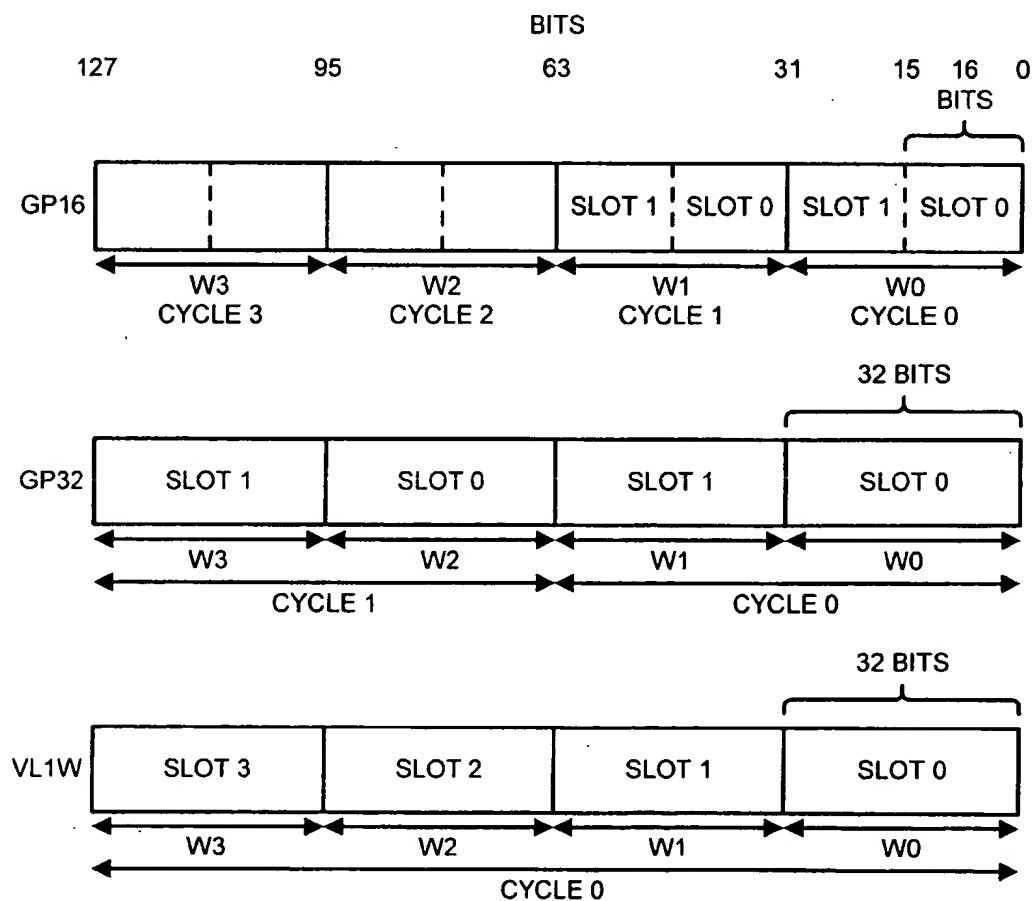 BITS
127 95 63 31 15 16 0
BITS
GP16 SLOT 1 SLOT 0 SLOT 1 SLOT 0
W3 W2 W1 W0
CYCLE 3 CYCLE 2 CYCLE 1 CYCLE 0
32 BITS
GP32 SLOT 1 SLOT 0 SLOT 1 SLOT 0
W3 W2 W1 W0
CYCLE 1 CYCLE 0
32 BITS
VL1W SLOT 3 SLOT 2 SLOT 1 SLOT 0
W3 W2 W1 W0
CYCLE 0